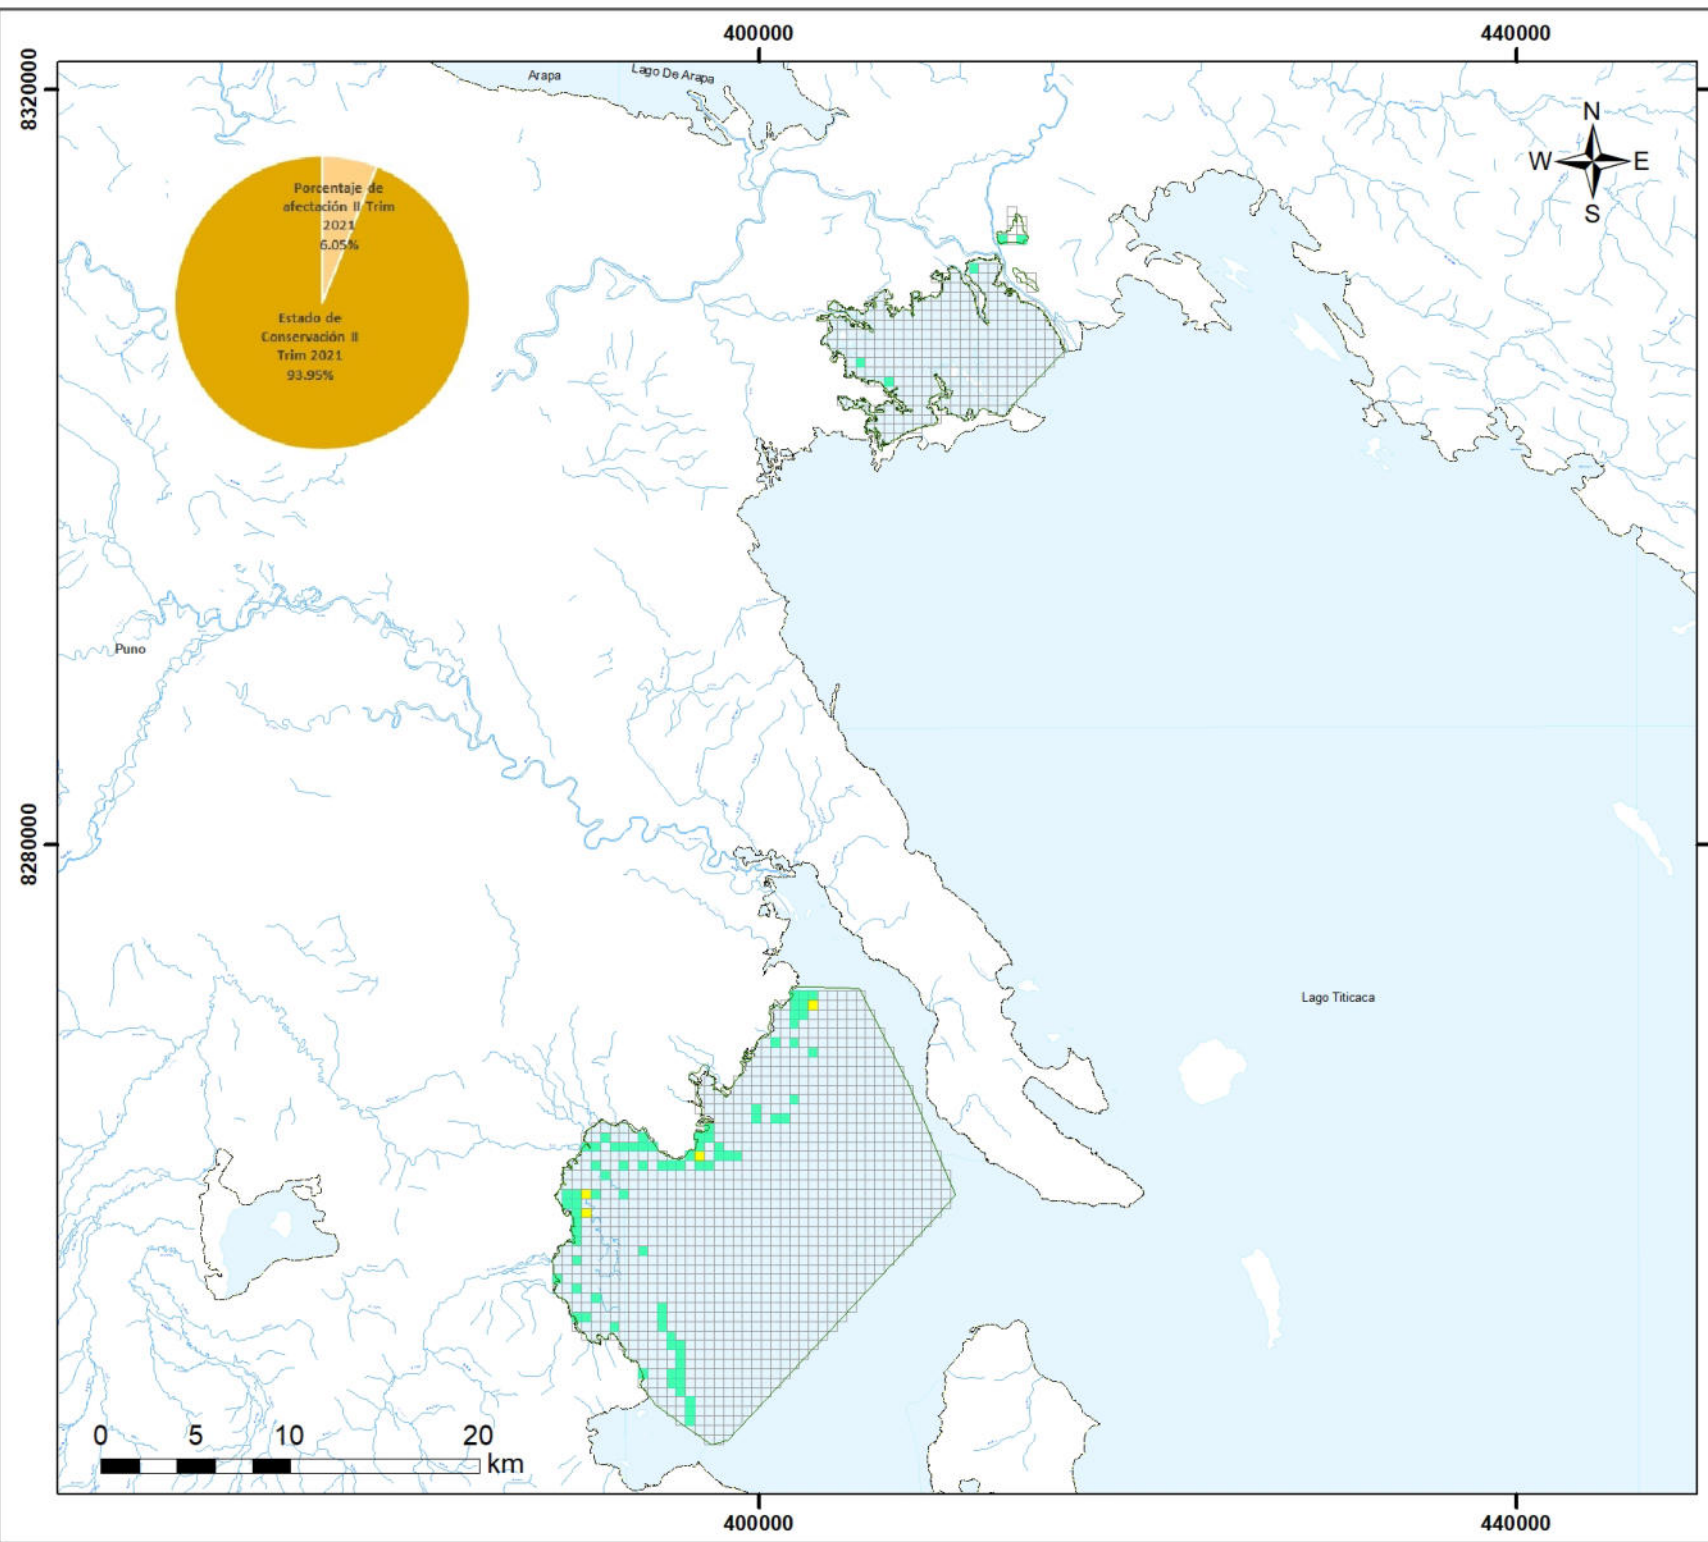 400000
440000
8320000
Arapa
Lago De Arapa
N
W
E
S
Porcentaje de
afectación II Trim
2021
6.05%
Estado de
Conservación II
Trim 2021
93.95%
Puno
8280000
Lago Titicaca
0
5
10
20
km
400000
440000